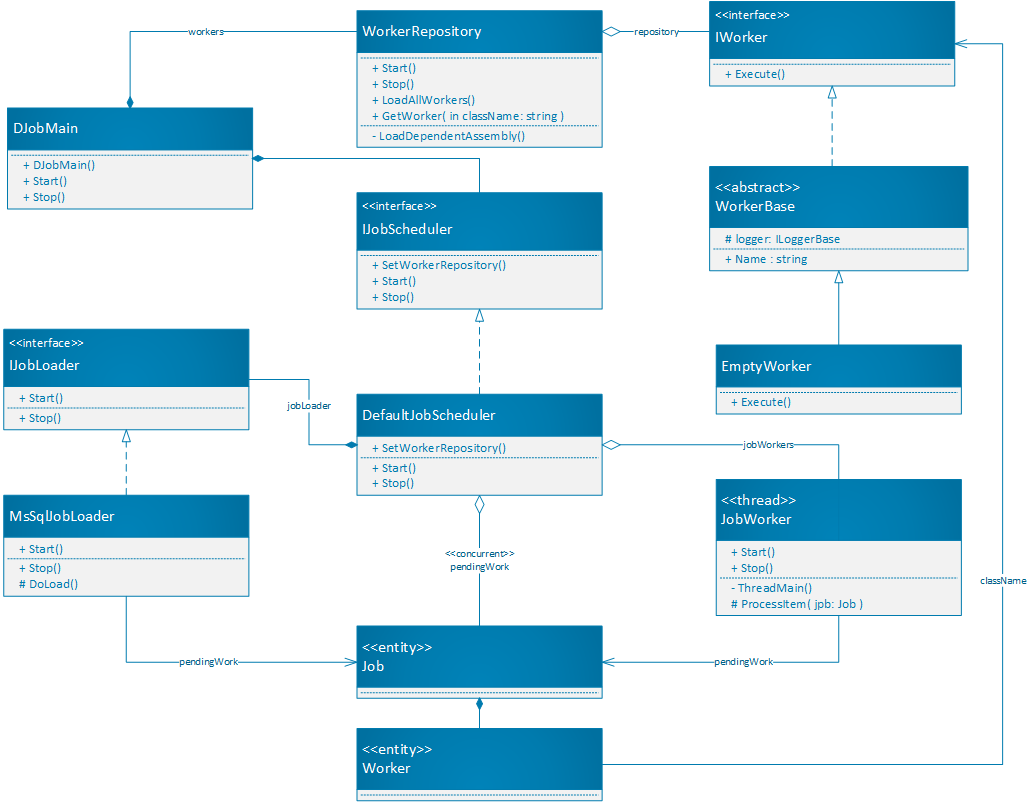 workers
WorkerRepository
+ Start()
+ Stop()
+ LoadAllWorkers()
+ GetWorker( in className: string )
- LoadDependentAssembly()
repository
<<interface>>
IWorker
+ Execute()
DJobMain
+ DJobMain()
+ Start()
+ Stop()
<<interface>>
IJobScheduler
+ SetWorkerRepository()
+ Start()
+ Stop()
<<abstract>>
WorkerBase
# logger: ILoggerBase
+ Name : string
<<interface>>
IJobLoader
+ Start()
+ Stop()
jobLoader
DefaultJobScheduler
+ SetWorkerRepository()
+ Start()
+ Stop()
EmptyWorker
+ Execute()
jobWorkers
MsSqlJobLoader
+ Start()
+ Stop()
# DoLoad()
<<concurrent>>
pendingWork
<<thread>>
JobWorker
+ Start()
+ Stop()
- ThreadMain()
# ProcessItem( jpb: Job )
className
pendingWork
<<entity>>
Job
pendingWork
<<entity>>
Worker